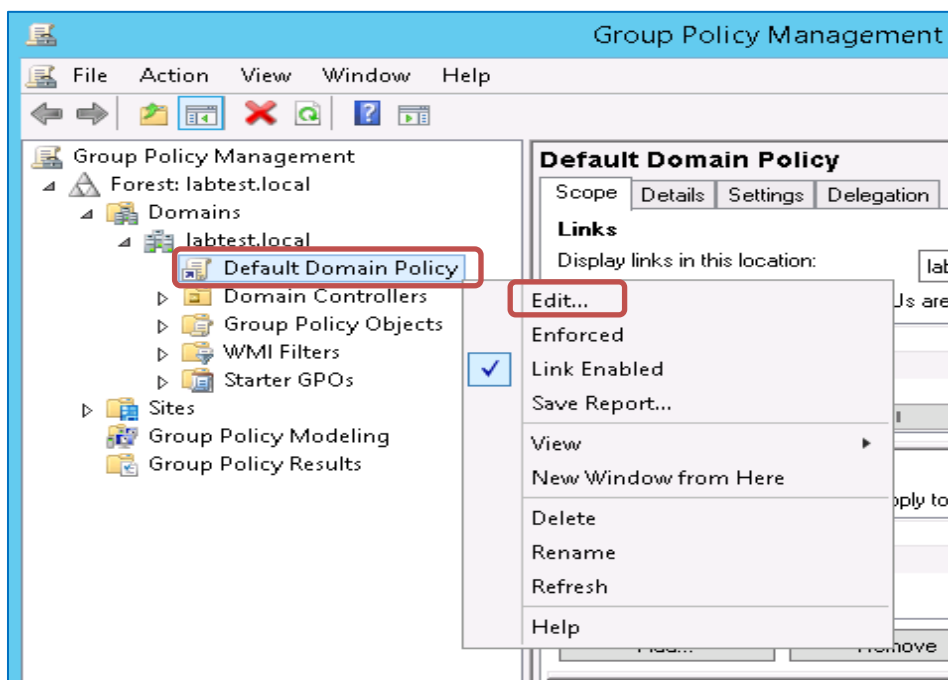 Group Policy Management
File Action View Window Help
Group Policy Management
Forest: labtest.local
Domains
labtest.local
Default Domain Policy
Domain Controllers
Group Policy Objects
WMI Filters
Starter GPOs
Sites
Group Policy Modeling
Group Policy Results
Default Domain Policy
Scope Details Settings Delegation
Links
Display links in this location:
Edit...
Enforced
Link Enabled
Save Report...
View
New Window from Here
Delete
Rename
Refresh
Help